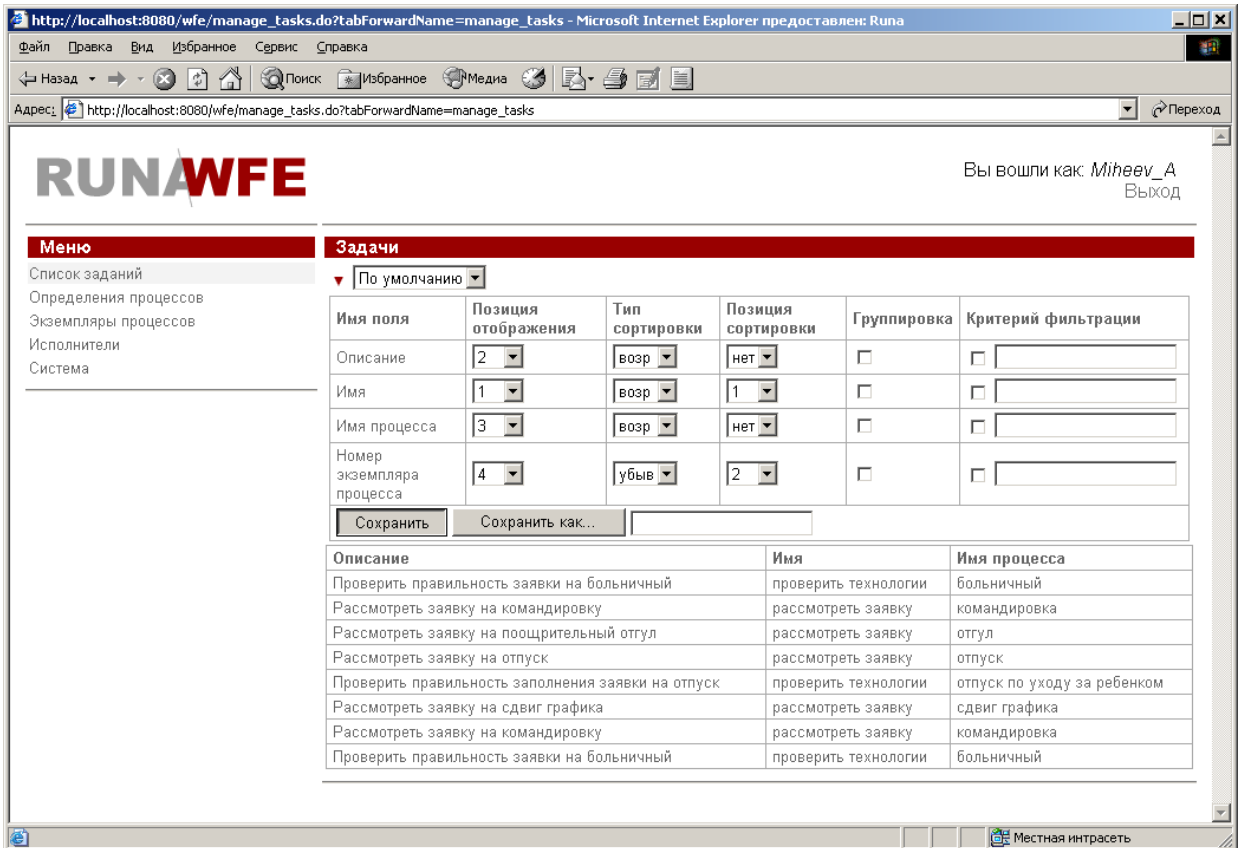 http://localhost:8080/wfe/manage_tasks.do?tabForwardName=manage_tasks - Microsoft Internet Explorer предоставлен: Runa
Файл Правка Вид Избранное Сервис Справка
Назад Поиск Избранное Медиа
Адрес: http://localhost:8080/wfe/manage_tasks.do?tabForwardName=manage_tasks Переход
RUNAWFE
Вы вошли как: Miheev_A
Выход
Меню
Список заданий
Определения процессов
Экземпляры процессов
Исполнители
Система
Задачи
По умолчанию
Имя поля Позиция отображения Тип сортировки Позиция сортировки Группировка Критерий фильтрации
Описание 2 возр нет
Имя 1 возр 1
Имя процесса 3 возр нет
Номер экземпляра процесса 4 убыв 2
Сохранить Сохранить как...
Описание Имя Имя процесса
Проверить правильность заявки на больничный проверить технологии больничный
Рассмотреть заявку на командировку рассмотреть заявку командировка
Рассмотреть заявку на поощрительный отгул рассмотреть заявку отгул
Рассмотреть заявку на отпуск рассмотреть заявку отпуск
Проверить правильность заполнения заявки на отпуск проверить технологии отпуск по уходу за ребенком
Рассмотреть заявку на сдвиг графика рассмотреть заявку сдвиг графика
Рассмотреть заявку на командировку рассмотреть заявку командировка
Проверить правильность заявки на больничный проверить технологии больничный
Местная интрасеть